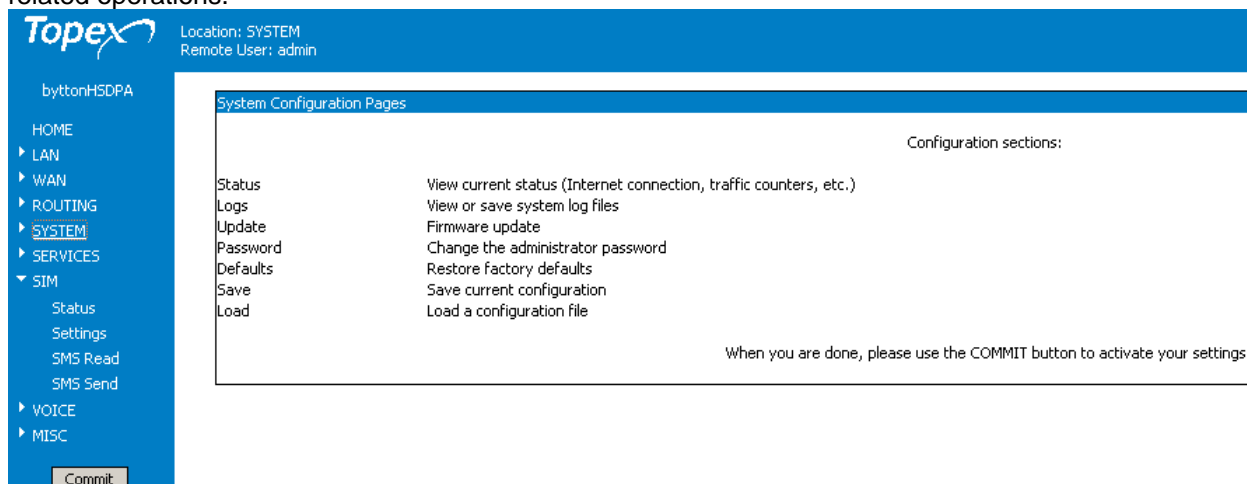 related operations.
Topex
Location: SYSTEM
Remote User: admin
byttonHSDPA
HOME
LAN
WAN
ROUTING
SYSTEM
SERVICES
SIM
Status
Settings
SMS Read
SMS Send
VOICE
MISC
Commit
System Configuration Pages
Configuration sections:
Status View current status (Internet connection, traffic counters, etc.)
Logs View or save system log files
Update Firmware update
Password Change the administrator password
Defaults Restore factory defaults
Save Save current configuration
Load Load a configuration file
When you are done, please use the COMMIT button to activate your settings